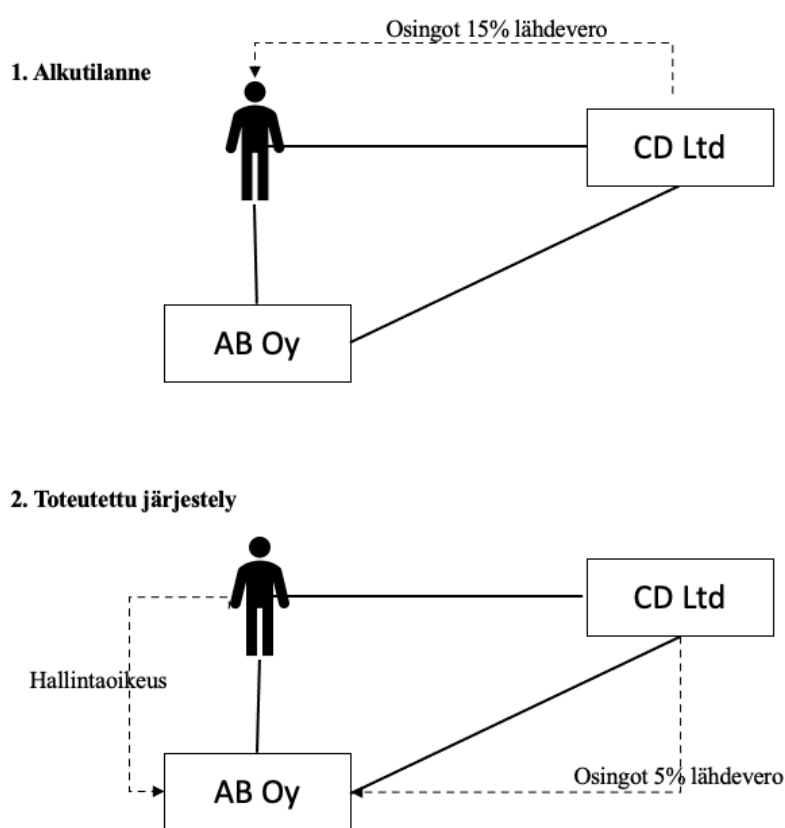 Osingot 15% lähdevero
1. Alkutilanne
CD Ltd
AB Oy
2. Toteutettu järjestely
CD Ltd
Hallintaoikeus
Osingot 5% lähdevero
AB Oy